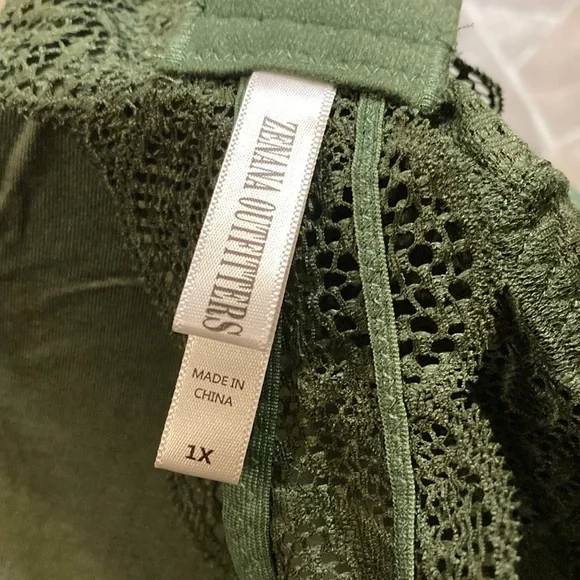 ZENANA OUTFITTERS
MADE IN
CHINA
1X